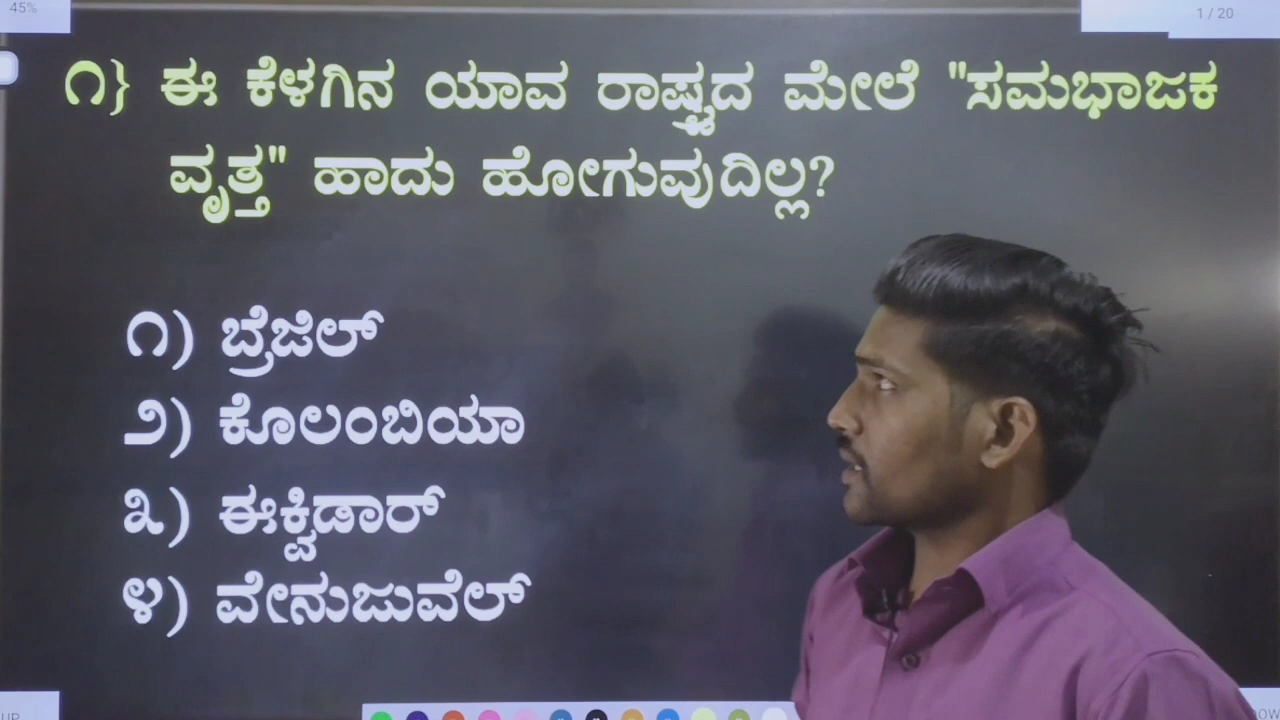 45%
1 / 20
೧} ಈ ಕೆಳಗಿನ ಯಾವ ರಾಷ್ಟ್ರದ ಮೇಲೆ "ಸಮಭಾಜಕ
ವೃತ್ತ" ಹಾದು ಹೋಗುವುದಿಲ್ಲ?
೧) ಬ್ರೆಜಿಲ್
೨) ಕೊಲಂಬಿಯಾ
೩) ಈಕ್ವಿಡಾರ್
೪) ವೇನುಜುವೆಲ್